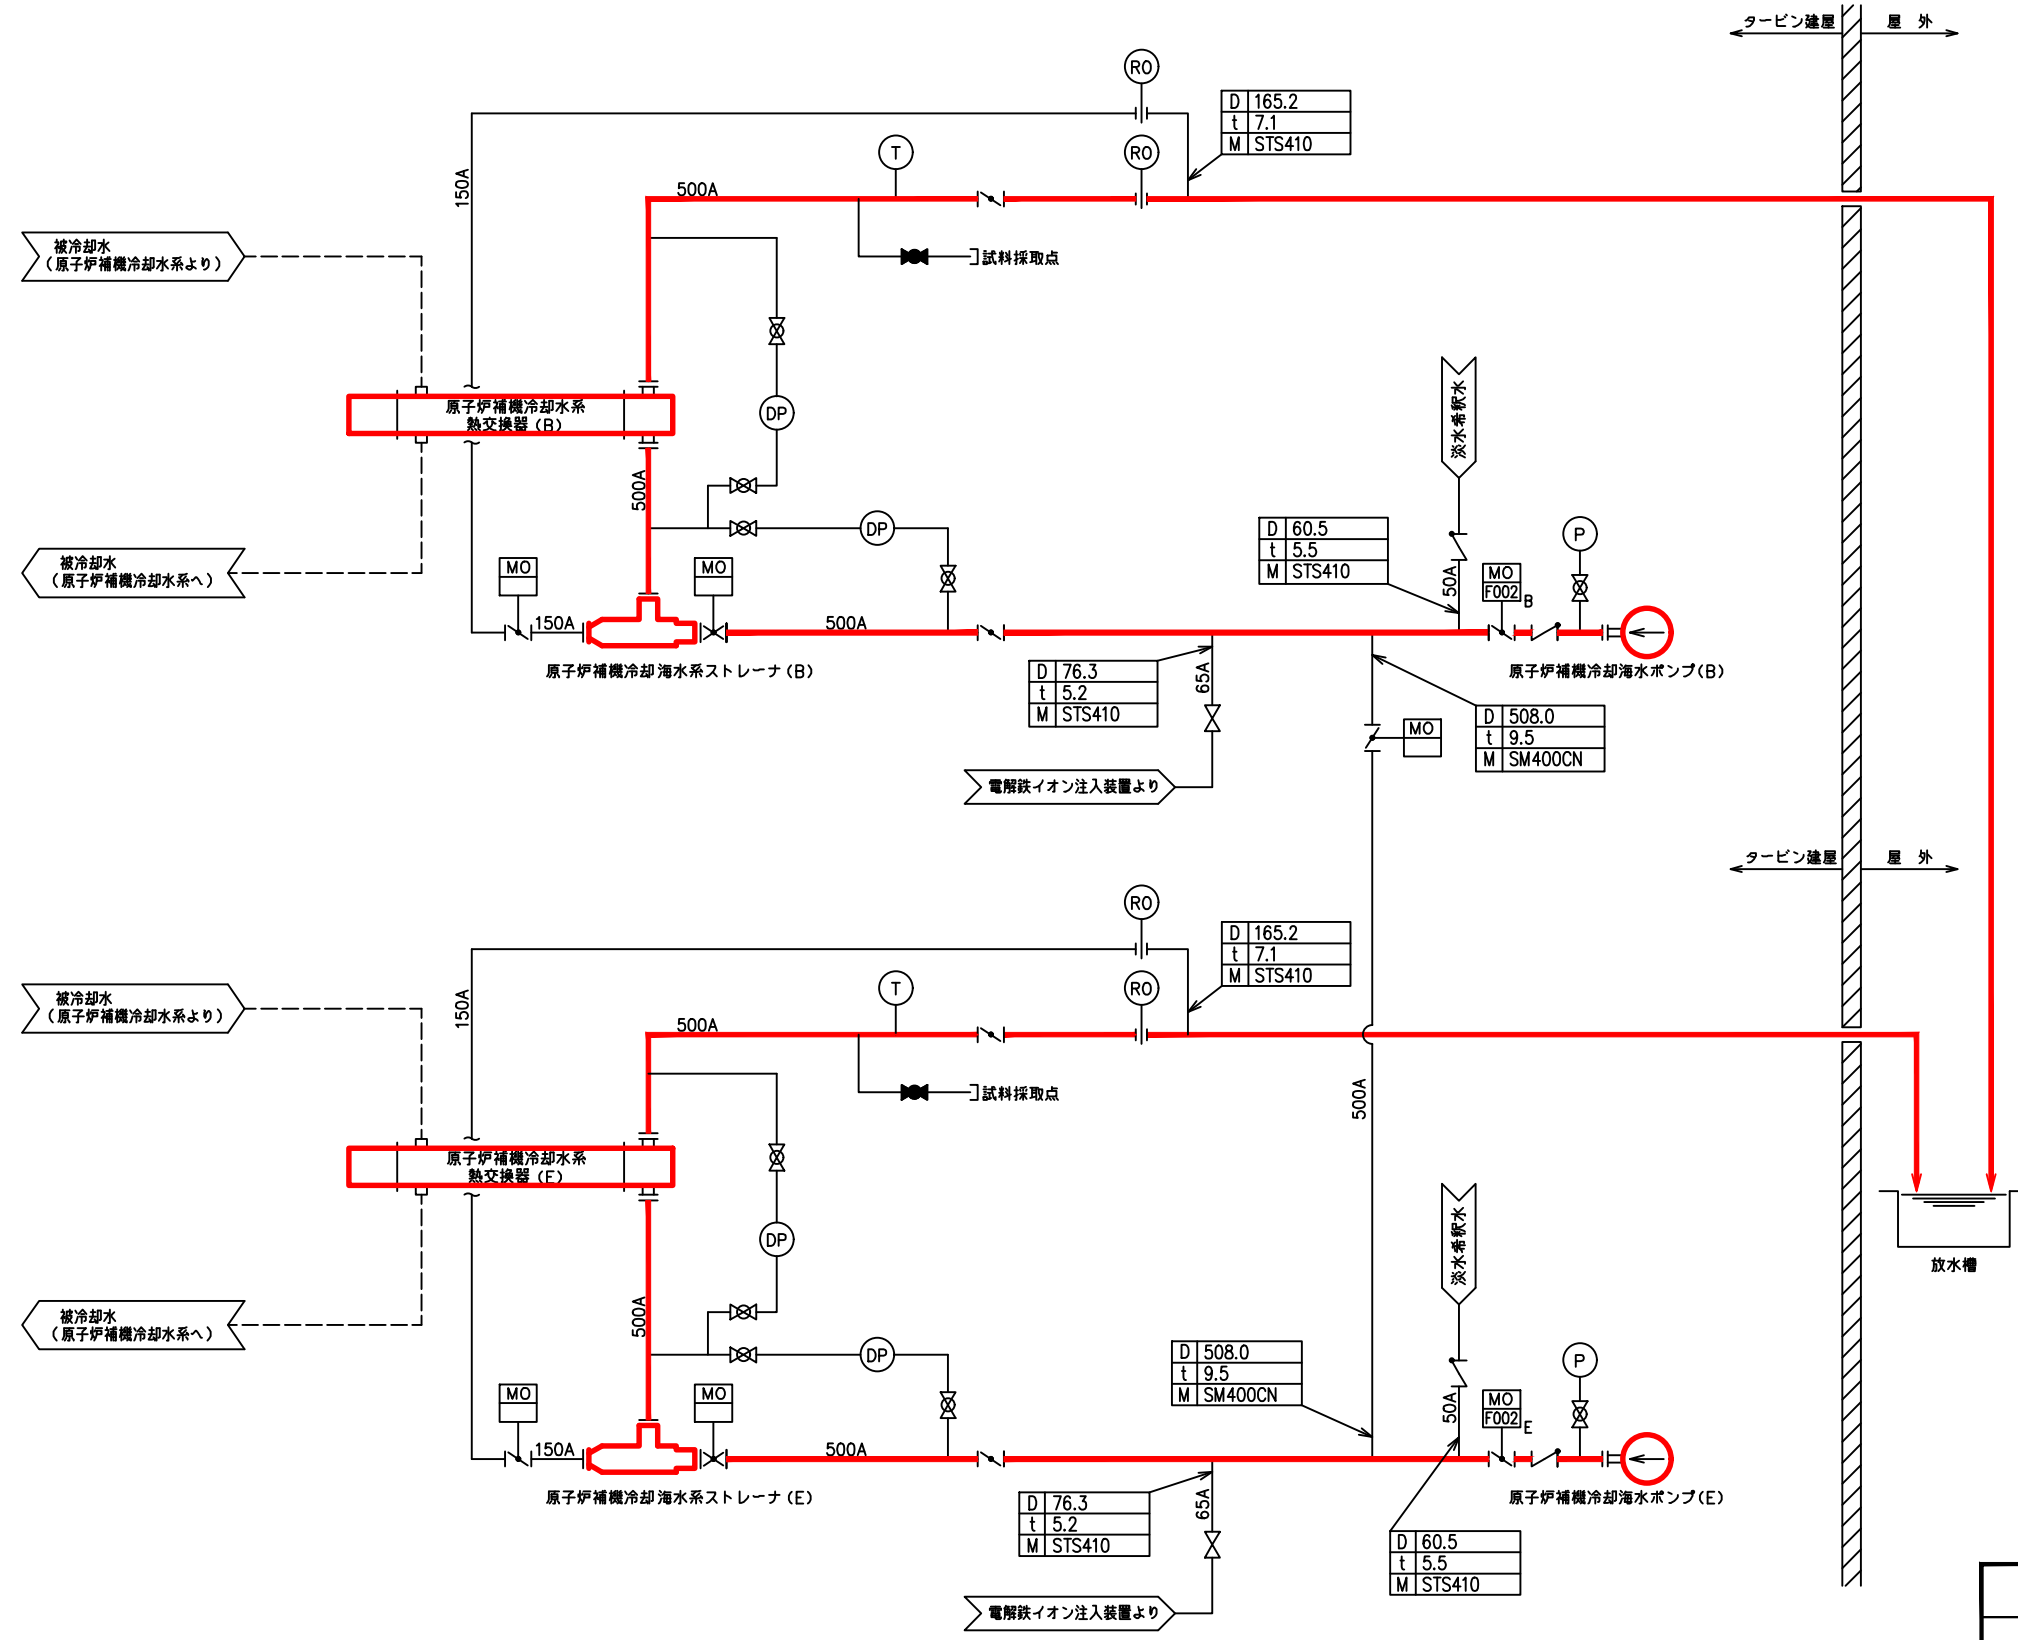 タービン建屋
屋 外
RO
D 165.2
t 7.1
M STS410
T
RO
150A
500A
被冷却水
(原子炉補機冷却水系より)
試料採取点
原子炉補機冷却水系
熱交換器 (B)
DP
淡水希釈水
500A
DP
D 60.5
t 5.5
M STS410
P
被冷却水
(原子炉補機冷却水系へ)
MO
MO
50A
MO
F002
B
150A
500A
原子炉補機冷却海水系ストレーナ(B)
D 76.3
t 5.2
M STS410
65A
原子炉補機冷却海水ポンプ(B)
D 508.0
t 9.5
M SM400CN
MO
電解鉄イオン注入装置より
タービン建屋
屋 外
RO
D 165.2
t 7.1
M STS410
T
RO
150A
500A
被冷却水
(原子炉補機冷却水系より)
試料採取点
500A
原子炉補機冷却水系
熱交換器 (E)
DP
淡水希釈水
放水槽
500A
DP
D 508.0
t 9.5
M SM400CN
P
被冷却水
(原子炉補機冷却水系へ)
MO
MO
50A
MO
F002
E
150A
500A
原子炉補機冷却海水系ストレーナ(E)
D 76.3
t 5.2
M STS410
65A
原子炉補機冷却海水ポンプ(E)
D 60.5
t 5.5
M STS410
電解鉄イオン注入装置より